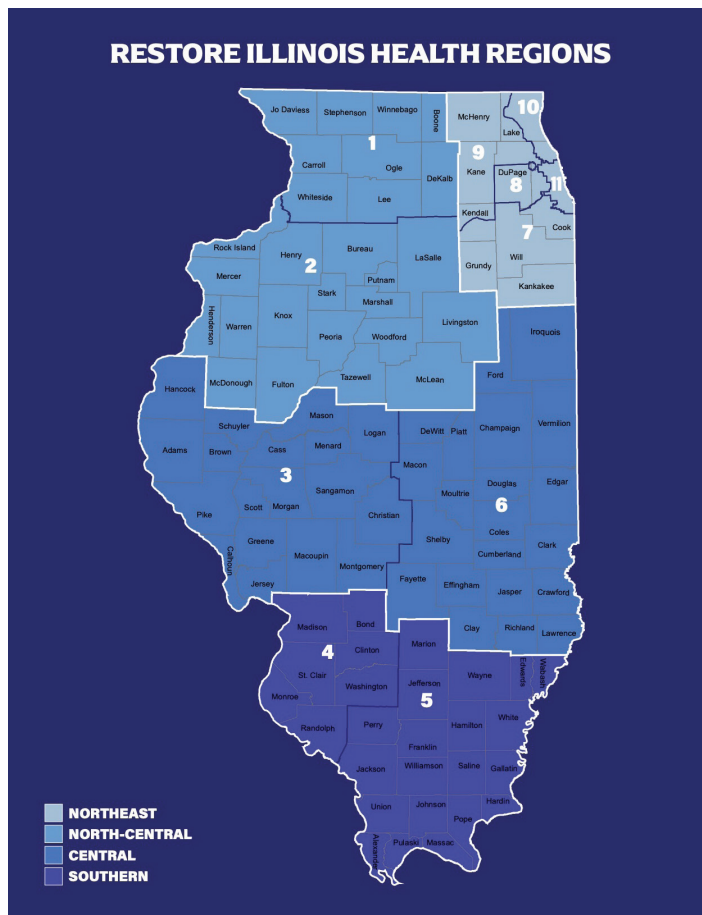 RESTORE ILLINOIS HEALTH REGIONS
Jo Daviess
Stephenson
Winnebago
Boone
McHenry
10
Lake
1
9
Carroll
Ogle
DeKalb
Kane
DuPage
8
11
Whiteside
Lee
Kendall
7
Cook
Rock Island
Henry
2
Bureau
LaSalle
Grundy
Will
Mercer
Putnam
Kankakee
Stark
Marshall
Henderson
Warren
Knox
Peoria
Woodford
Livingston
Iroquois
McDonough
Fulton
Tazewell
McLean
Ford
Hancock
Mason
Schuyler
Logan
DeWitt
Piatt
Champaign
Vermilion
Adams
Brown
Cass
Menard
Macon
3
Sangamon
Moultrie
Douglas
Edgar
6
Pike
Scott
Morgan
Christian
Coles
Shelby
Greene
Cumberland
Clark
Calhoun
Macoupin
Montgomery
Fayette
Effingham
Jasper
Crawford
Jersey
Madison
Bond
Clay
Richland
Lawrence
4
Clinton
Marion
St. Clair
Washington
Jefferson
5
Wayne
Edwards
Wabash
Monroe
Randolph
Perry
Hamilton
White
Franklin
Jackson
Williamson
Saline
Gallatin
Union
Johnson
Hardin
Pope
Alexander
Pulaski
Massac
NORTHEAST
NORTH-CENTRAL
CENTRAL
SOUTHERN